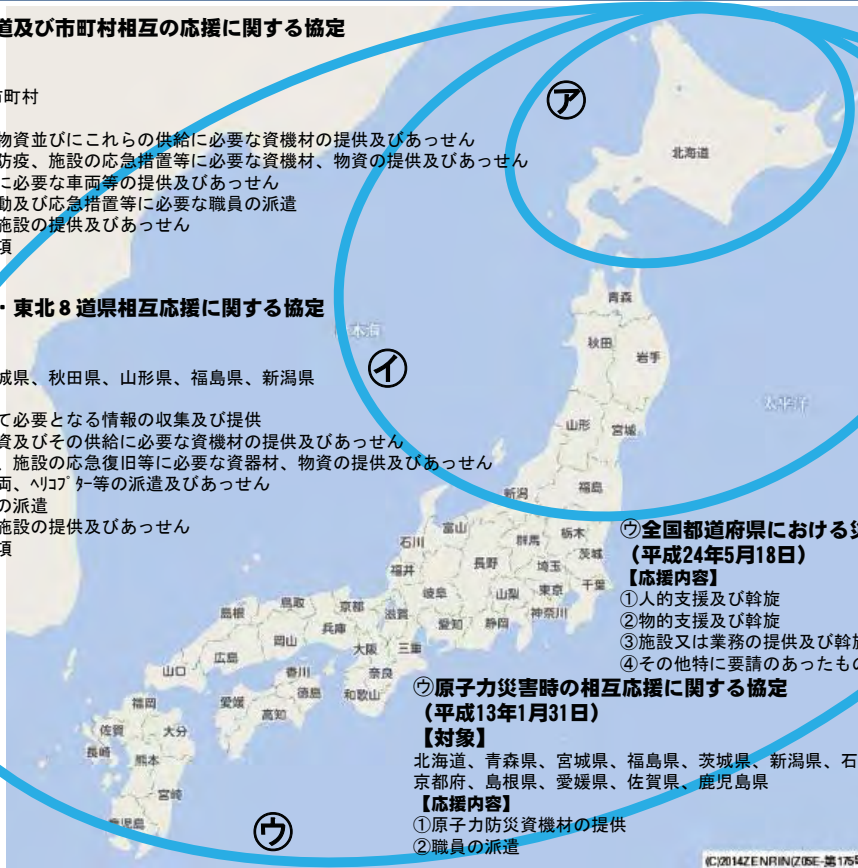 道及び市町村相互の応援に関する協定
市町村
物資並びにこれらの供給に必要な資機材の提供及びあっせん
防疫、施設の応急措置等に必要な資機材、物資の提供及びあっせん
に必要な車両等の提供及びあっせん
動及び応急措置等に必要な職員の派遣
施設の提供及びあっせん
項
・東北８道県相互応援に関する協定
城県、秋田県、山形県、福島県、新潟県
て必要となる情報の収集及び提供
資及びその供給に必要な資機材の提供及びあっせん
、施設の応急復旧等に必要な資器材、物資の提供及びあっせん
両、ﾍﾘｺﾌﾟﾀｰ等の派遣及びあっせん
の派遣
施設の提供及びあっせん
項
㋐
㋑
㋒
北海道
青森
秋田
岩手
山形
宮城
新潟
福島
日本海
太平洋
富山
石川
群馬
栃木
茨城
長野
埼玉
福井
岐阜
山梨
東京
千葉
神奈川
愛知
静岡
島根
鳥取
京都
滋賀
兵庫
岡山
大阪
三重
広島
山口
香川
奈良
徳島
和歌山
愛媛
高知
福岡
佐賀
大分
長崎
熊本
宮崎
鹿児島
㋒全国都道府県における災
（平成24年5月18日）
【応援内容】
①人的支援及び斡旋
②物的支援及び斡旋
③施設又は業務の提供及び斡旋
④その他特に要請のあったもの
㋒原子力災害時の相互応援に関する協定
（平成13年1月31日）
【対象】
北海道、青森県、宮城県、福島県、茨城県、新潟県、石
京都府、島根県、愛媛県、佐賀県、鹿児島県
【応援内容】
①原子力防災資機材の提供
②職員の派遣
(C)2014ZENRIN(Z05E-第175号